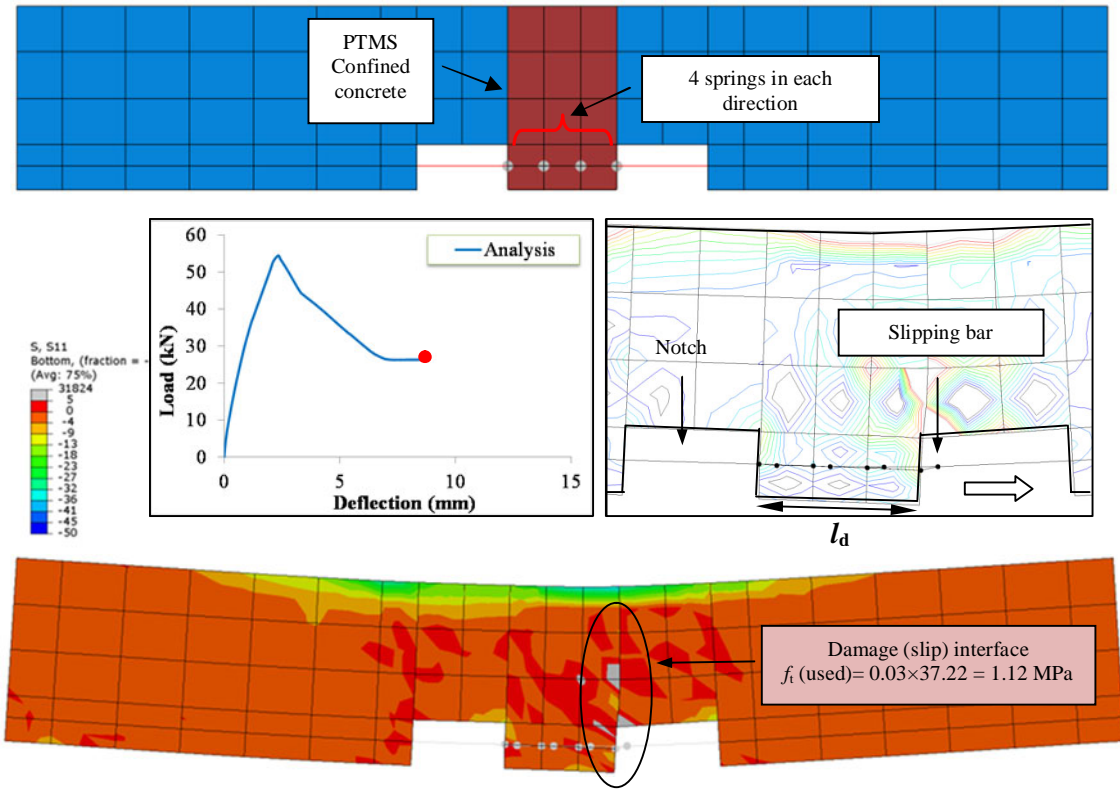 PTMS
Confined
concrete
4 springs in each
direction
60
50
40
30
20
10
0
Load (kN)
Analysis
0
5
10
15
Deflection (mm)
Notch
Slipping bar
l_d
S, S11
Bottom, (fraction = -
(Avg: 75%)
31824
5
0
-4
-9
-13
-18
-23
-27
-32
-36
-41
-45
-50
Damage (slip) interface
f_t (used)= 0.03×37.22 = 1.12 MPa